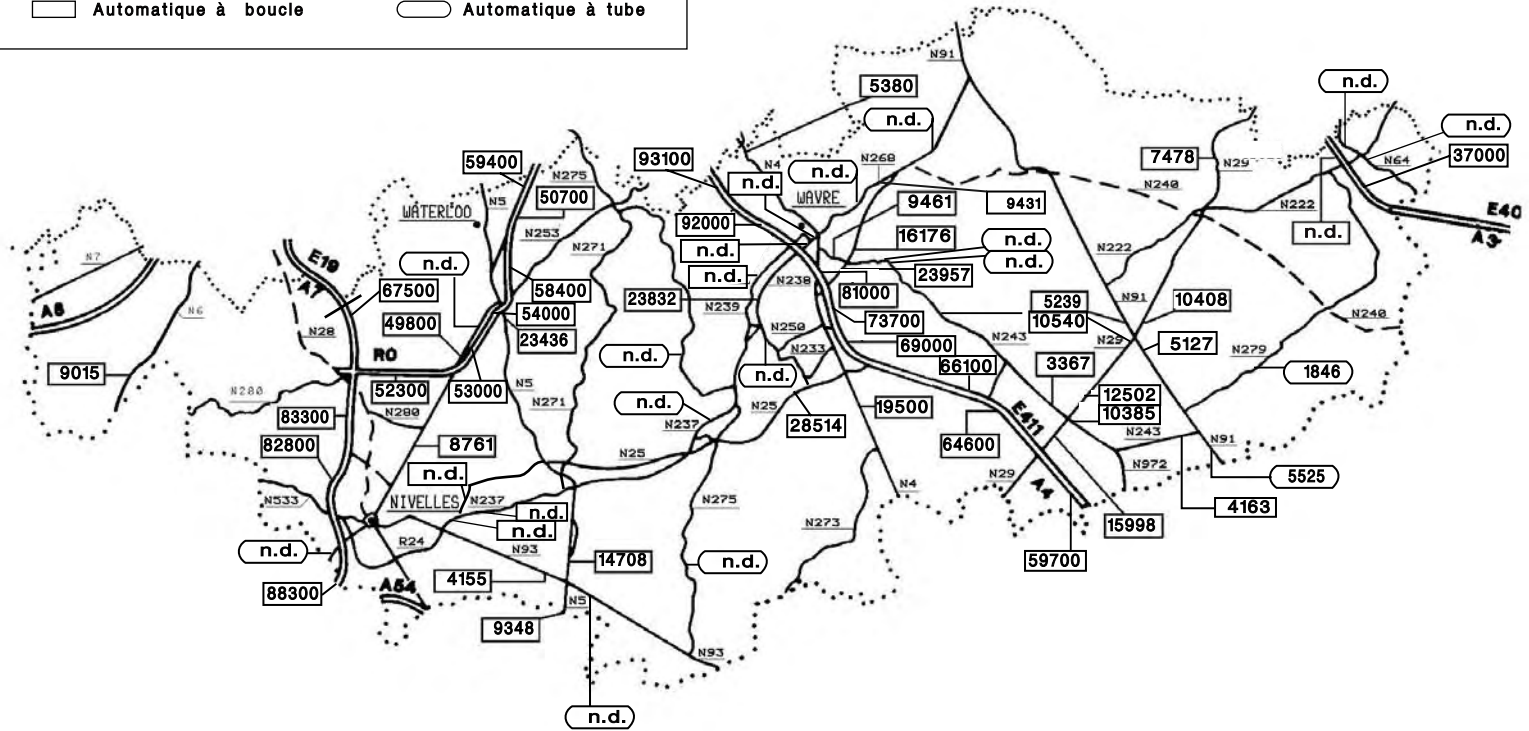 Automatique à boucle
Automatique à tube
N91
5380
n.d.
n.d.
n.d.
59400
93100
N4
n.d.
n.d.
N268
7478
N29
N64
37000
N275
50700
N5
WATERLOO
N253
N271
92000
WAVRE
9461
9431
N240
N222
E40
A3
n.d.
n.d.
16176
n.d.
n.d.
N222
N7
E19
A7
n.d.
n.d.
23957
N238
A8
N6
67500
58400
23832
N239
81000
5239
N91
10408
N28
49800
54000
23436
N250
73700
10540
N29
N240
R0
n.d.
N233
69000
N243
5127
N279
9015
N280
52300
53000
N5
n.d.
66100
3367
1846
83300
N280
N271
n.d.
N25
28514
19500
E411
12502
10385
82800
8761
N237
64600
N243
N91
N25
n.d.
N29
N972
5525
N533
NIVELLES
N237
n.d.
N275
N4
A4
4163
n.d.
R24
n.d.
N93
N273
15998
14708
n.d.
59700
88300
A54
4155
N5
9348
N93
n.d.